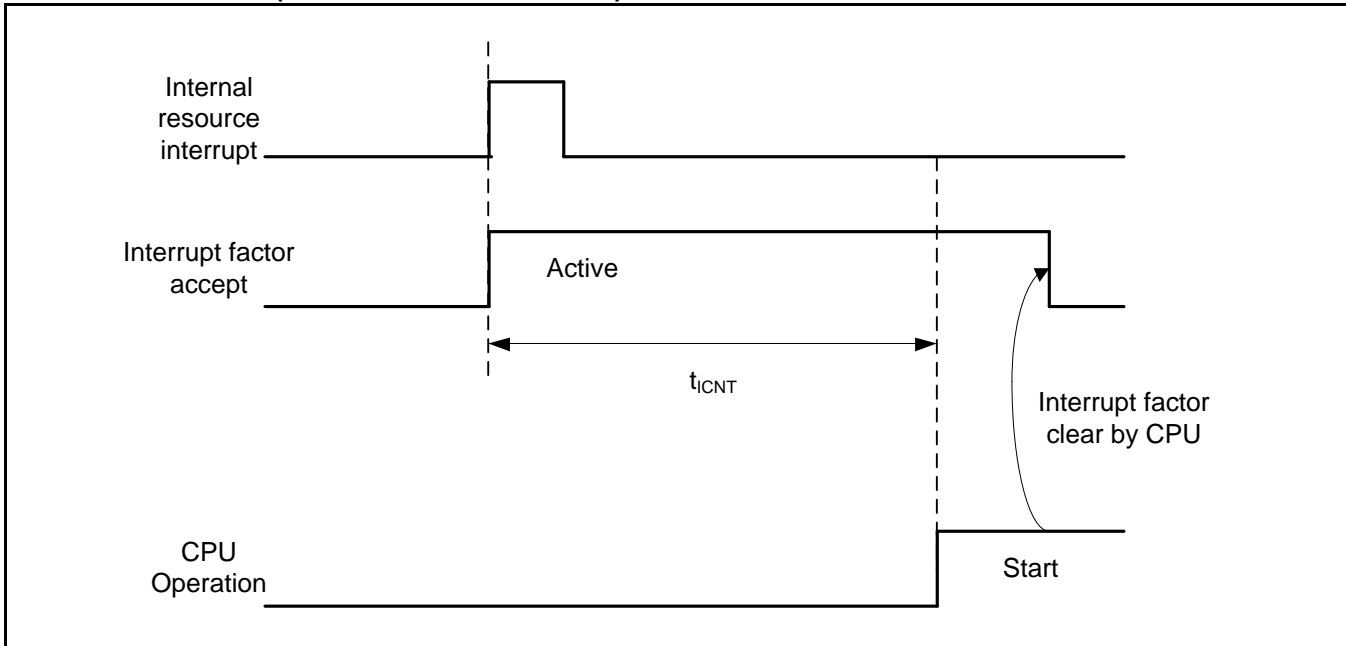 Internal
resource
interrupt
Interrupt factor
accept
Active
tICNT
Interrupt factor
clear by CPU
CPU
Operation
Start